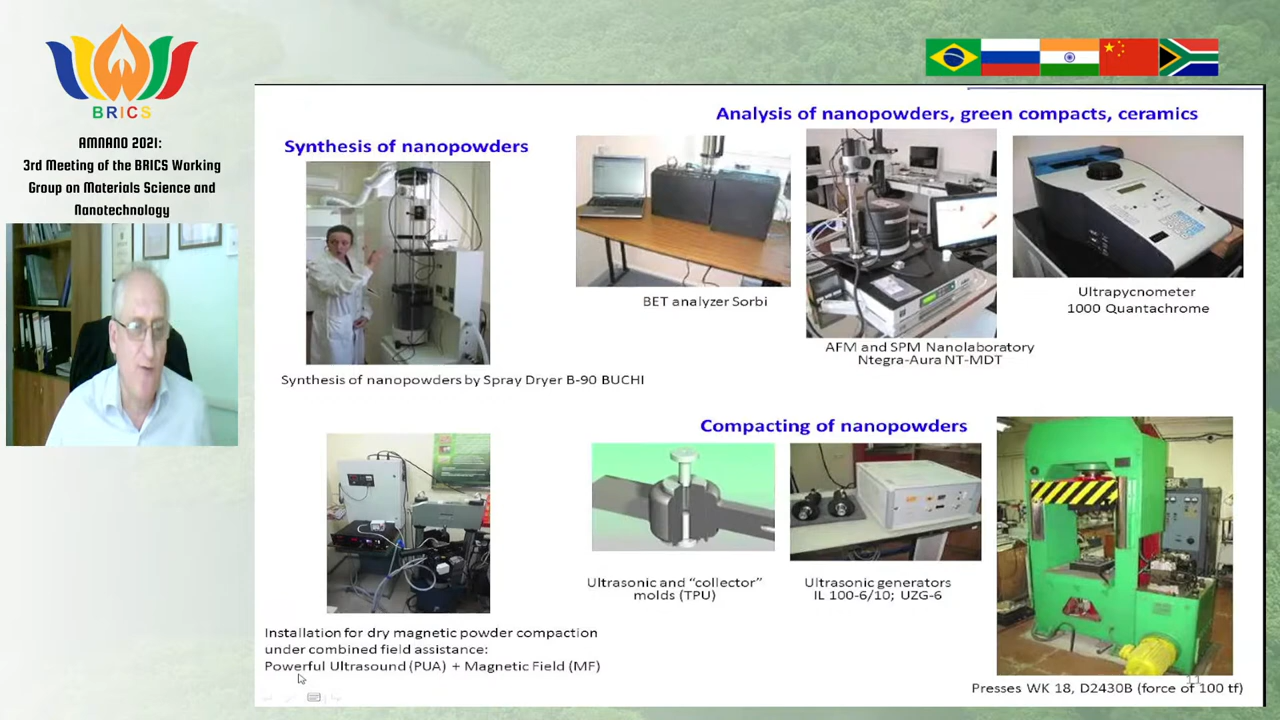 BRICS
AMNANO 2021:
3rd Meeting of the BRICS Working
Group on Materials Science and
Nanotechnology
Analysis of nanopowders, green compacts, ceramics
Synthesis of nanopowders
BET analyzer Sorbi
Ultrapycnometer
1000 Quantachrome
AFM and SPM Nanolaboratory
Ntegra-Aura NT-MDT
Synthesis of nanopowders by Spray Dryer B-90 BUCHI
Compacting of nanopowders
Ultrasonic and “collector”
molds (TPU)
Ultrasonic generators
IL 100-6/10; UZG-6
Installation for dry magnetic powder compaction
under combined field assistance:
Powerful Ultrasound (PUA) + Magnetic Field (MF)
11
Presses WK 18, D2430B (force of 100 tf)